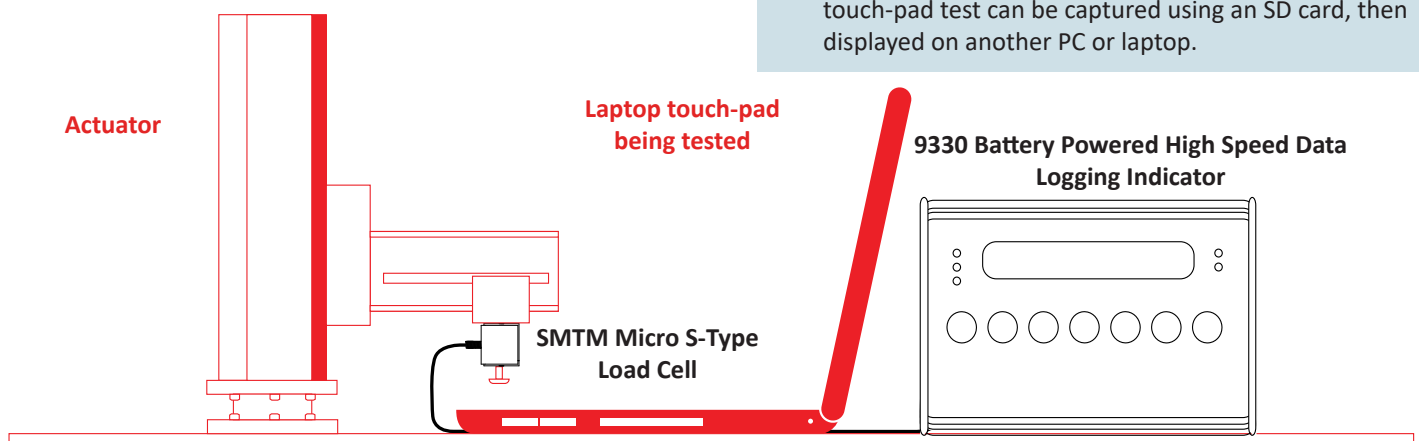 touch-pad test can be captured using an SD card, then
displayed on another PC or laptop.
Actuator
Laptop touch-pad
being tested
9330 Battery Powered High Speed Data
Logging Indicator
SMTM Micro S-Type
Load Cell